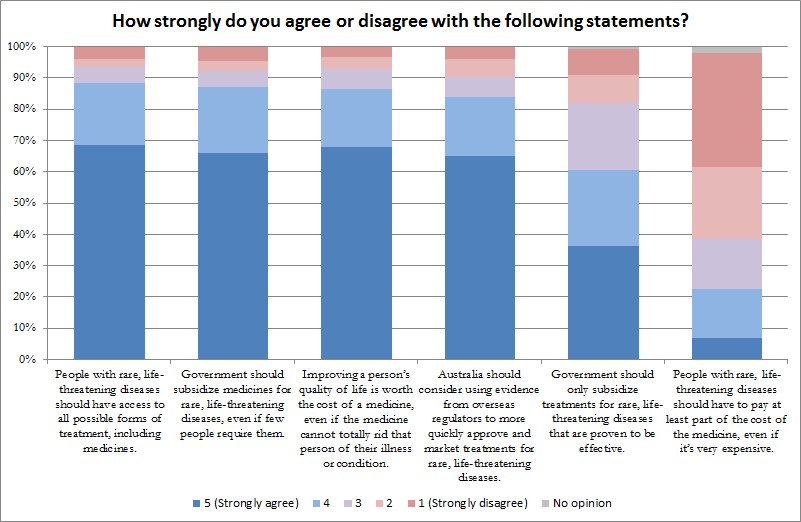 How strongly do you agree or disagree with the following statements?
100%
90%
80%
70%
60%
50%
40%
30%
20%
10%
0%
People with rare, life-
threatening diseases
should have access to
all possible forms of
treatment, including
medicines.
Government should
subsidize medicines for
rare, life-threatening
diseases, even if few
people require them.
Improving a person's
quality of life is worth
the cost of a medicine,
even if the medicine
cannot totally rid that
person of their illness
or condition.
Australia should
consider using evidence
from overseas
regulators to more
quickly approve and
market treatments for
rare, life-threatening
diseases.
Government should
only subsidize
treatments for rare, life-
threatening diseases
that are proven to be
effective.
People with rare, life-
threatening diseases
should have to pay at
least part of the cost of
the medicine, even if
it's very expensive.
5 (Strongly agree)
4
3
2
1 (Strongly disagree)
No opinion